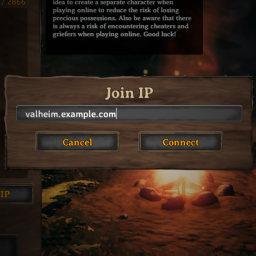 / 2866
idea to create a separate character when
playing online to reduce the risk of losing
precious possessions. Also be aware that there
is always a risk of encountering cheaters and
griefers when playing online. Good luck!
Join IP
valheim.example.com
Cancel
Connect
IP